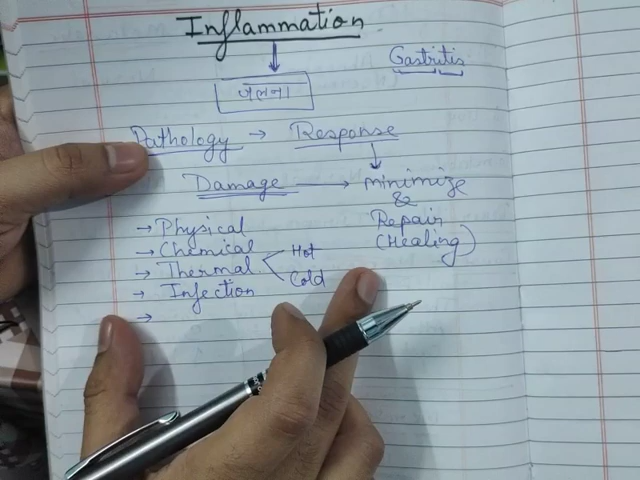 Inflammation
Gastritis
जलना
Pathology → Response
Damage → minimize
&
Repair
(Healing)
→ Physical
→ Chemical
→ Thermal Hot
Cold
→ Infection
→